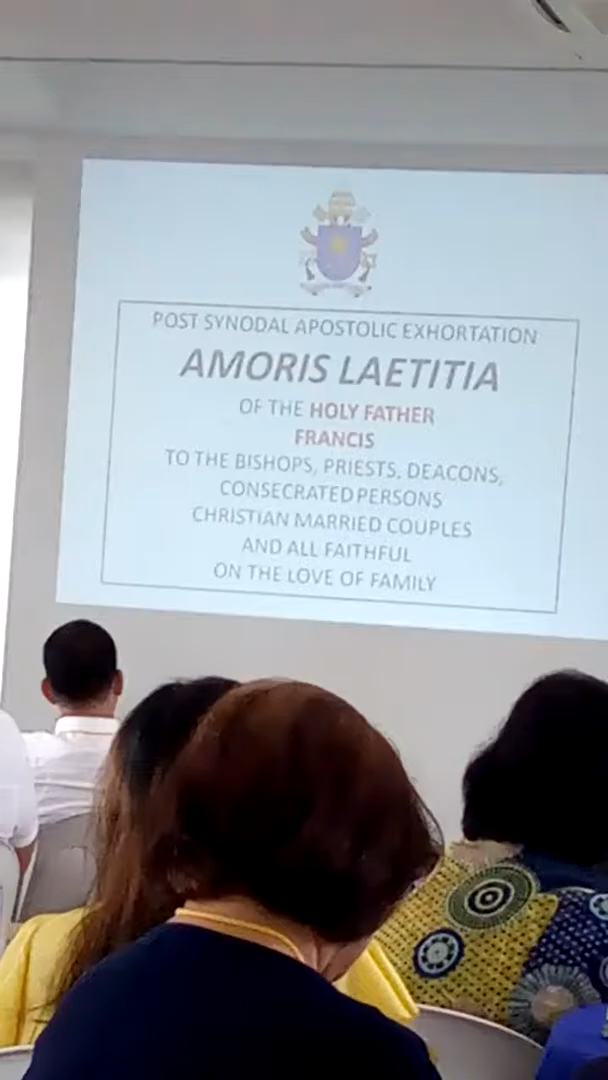 POST SYNODAL APOSTOLIC EXHORTATION
AMORIS LAETITIA
OF THE HOLY FATHER
FRANCIS
TO THE BISHOPS, PRIESTS, DEACONS,
CONSECRATED PERSONS
CHRISTIAN MARRIED COUPLES
AND ALL FAITHFUL
ON THE LOVE OF FAMILY